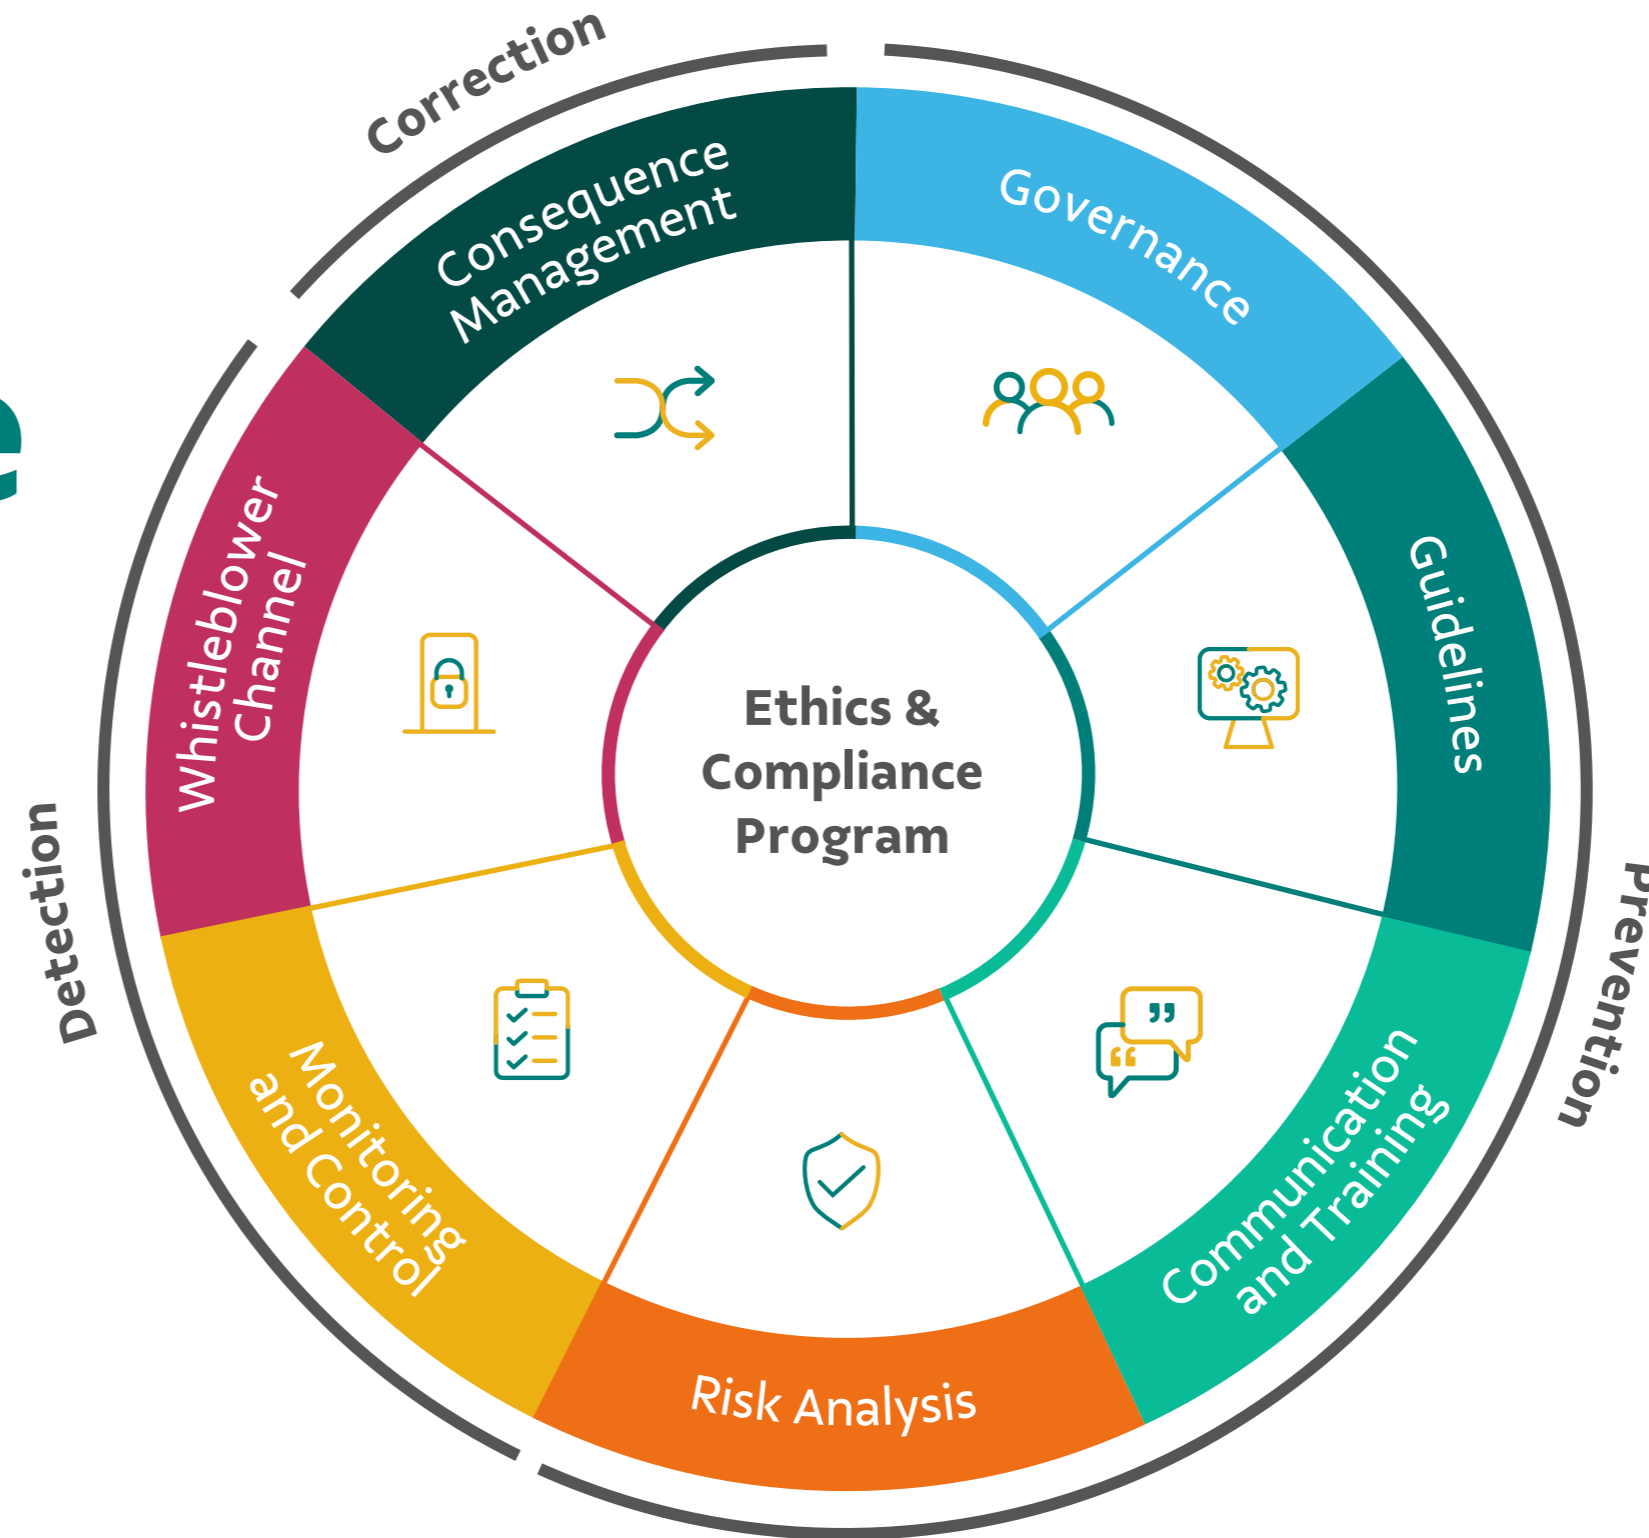 Correction
Consequence
Management
Governance
Guidelines
Whistleblower
Channel
Ethics &
Compliance
Program
Detection
Prevention
Monitoring
and Control
Communication
and Training
Risk Analysis
e